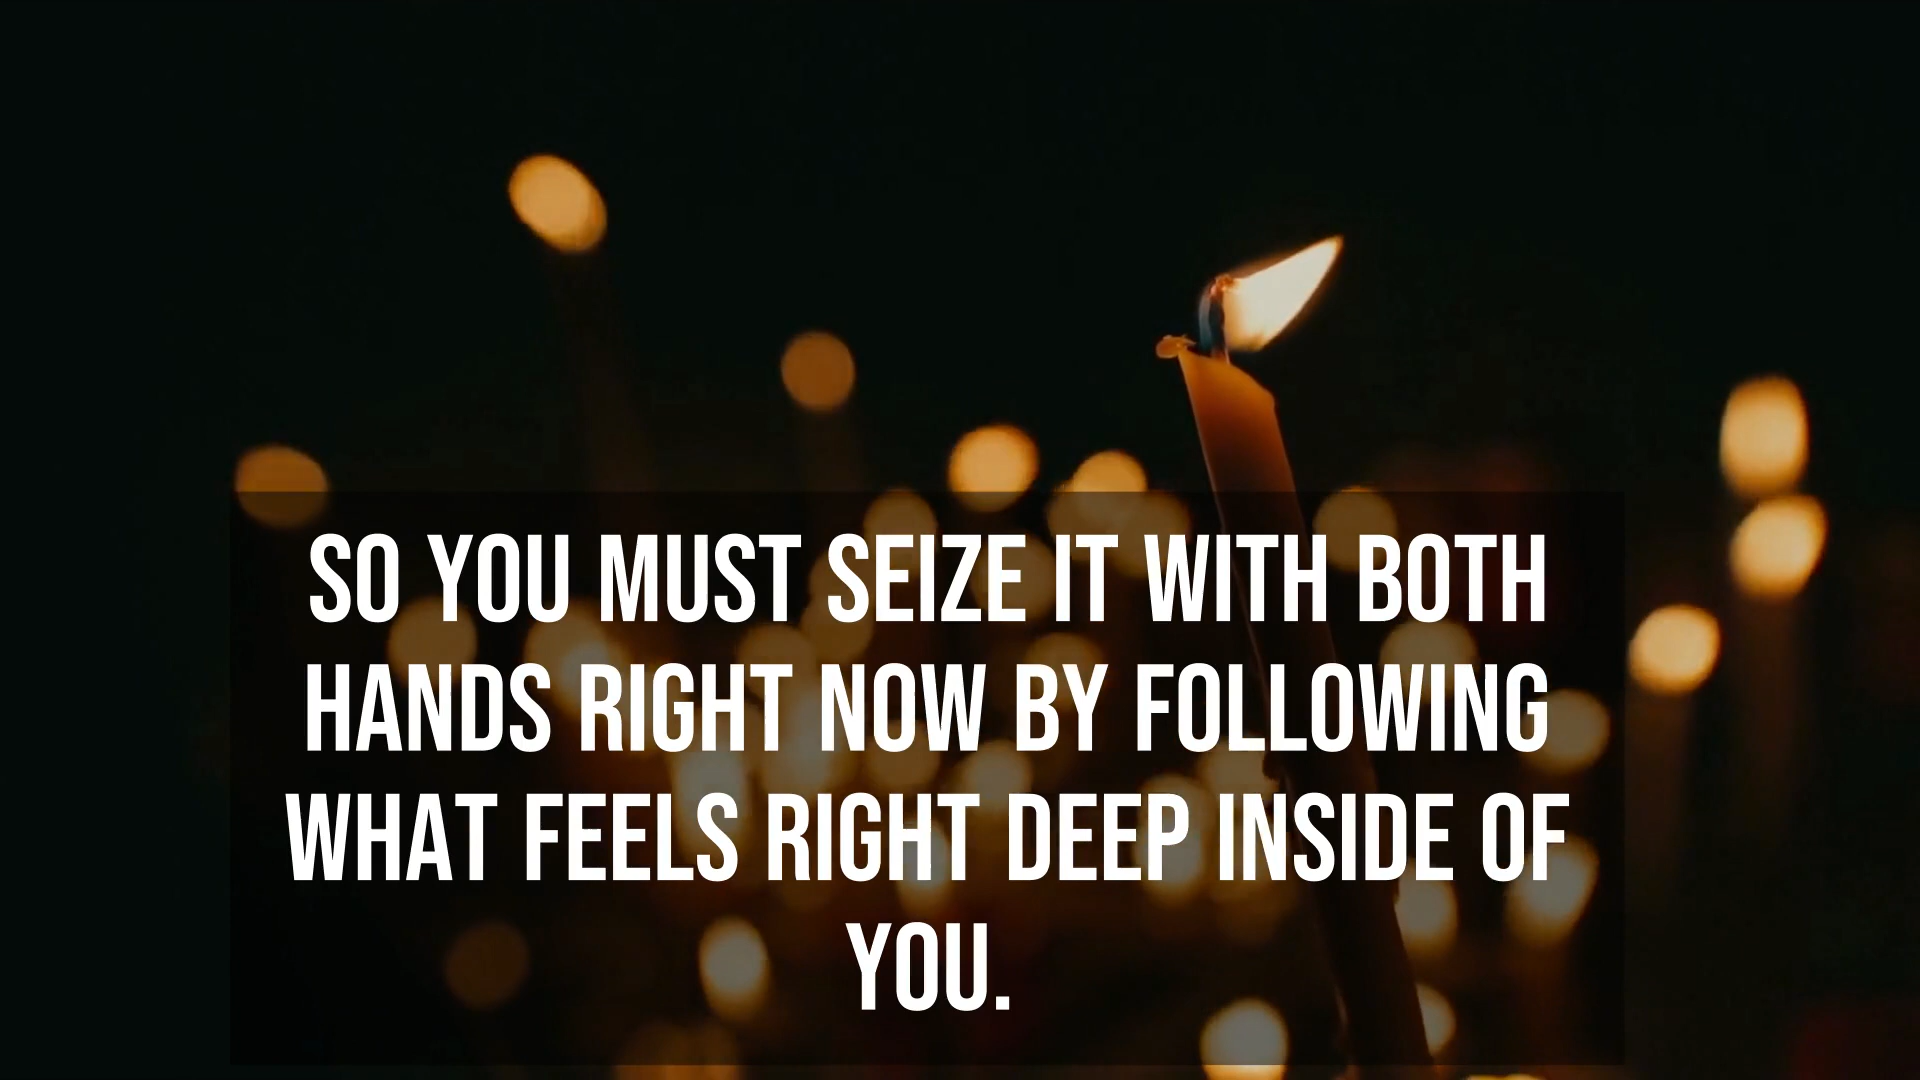 SO YOU MUST SEIZE IT WITH BOTH
HANDS RIGHT NOW BY FOLLOWING
WHAT FEELS RIGHT DEEP INSIDE OF
YOU.